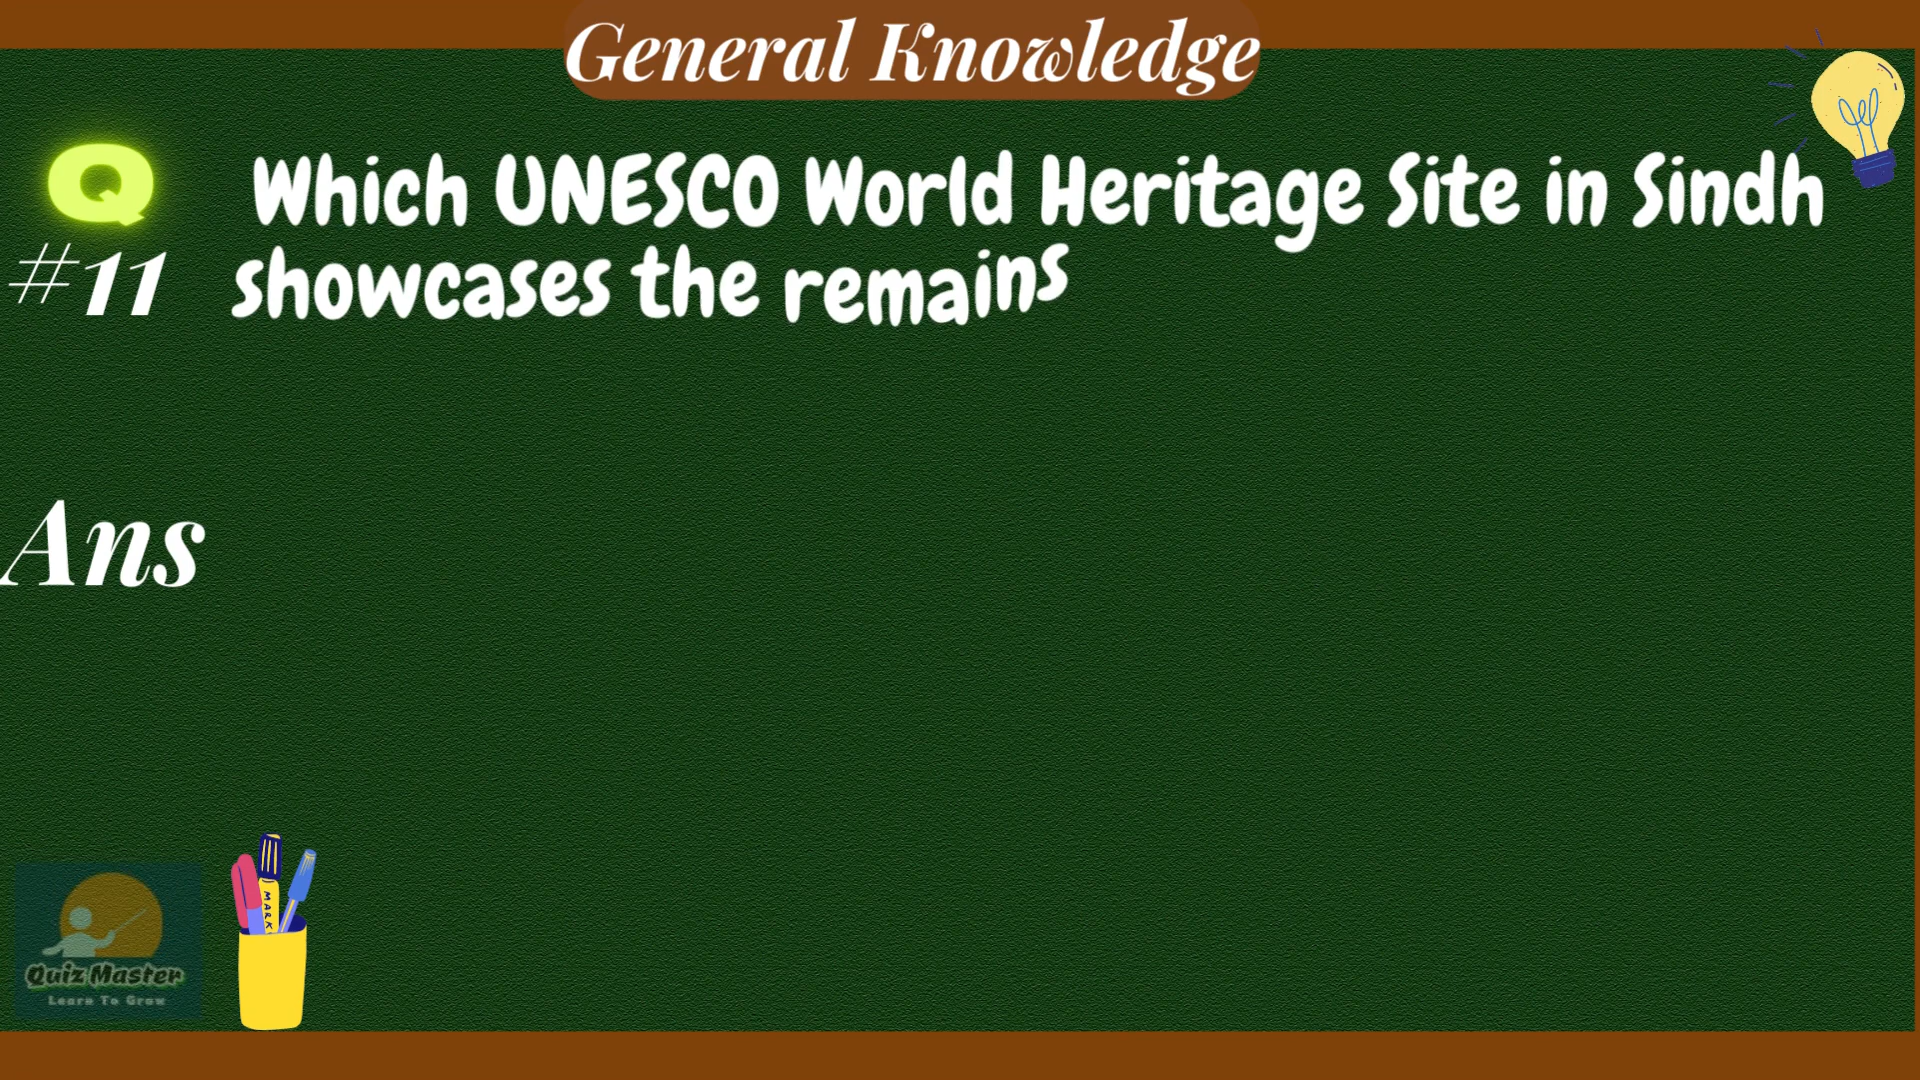 General Knowledge
Q Which UNESCO World Heritage Site in Sindh
#11 showcases the remains
Ans
MARK
Quiz Master
Learn To Grow